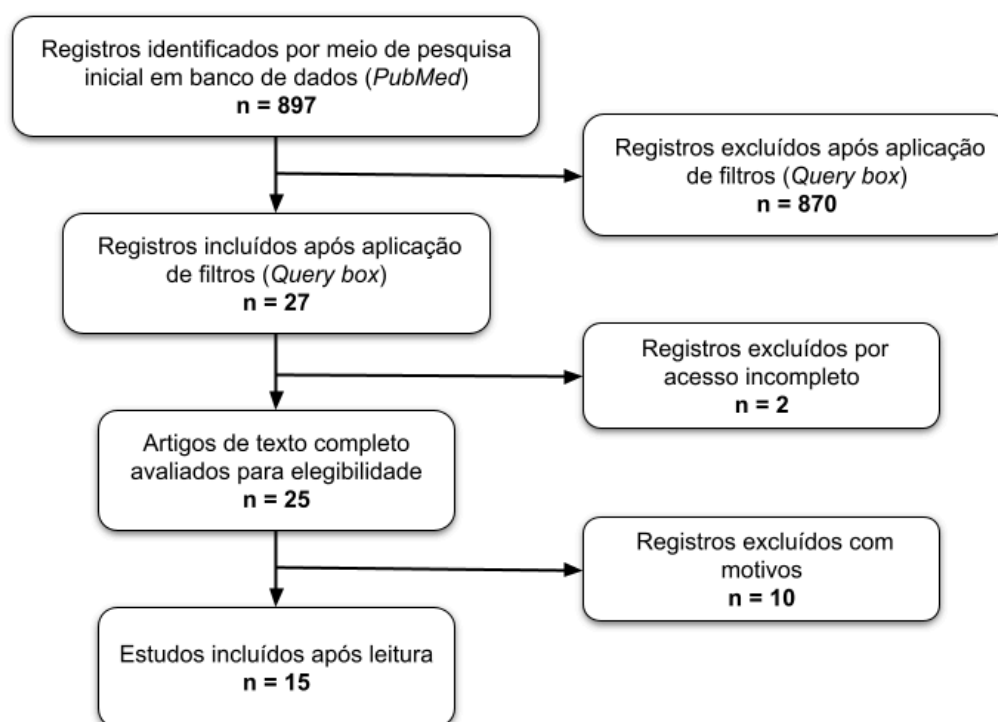 Registros identificados por meio de pesquisa
inicial em banco de dados (PubMed)
n = 897
Registros excluídos após aplicação
de filtros (Query box)
n = 870
Registros incluídos após aplicação
de filtros (Query box)
n = 27
Registros excluídos por
acesso incompleto
n = 2
Artigos de texto completo
avaliados para elegibilidade
n = 25
Registros excluídos com
motivos
n = 10
Estudos incluídos após leitura
n = 15